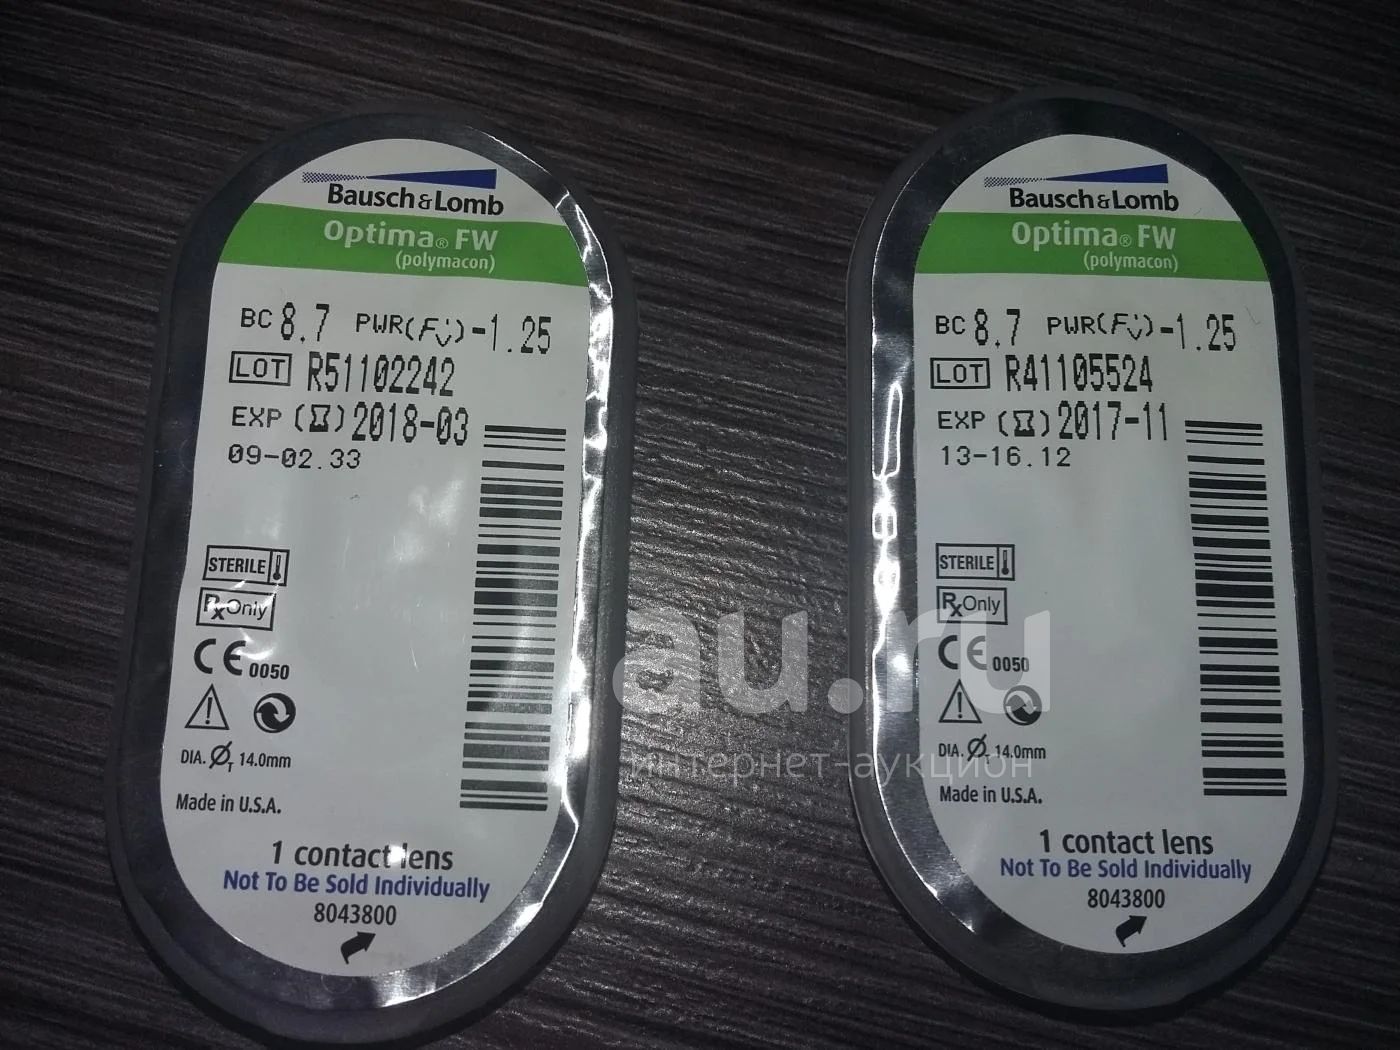 Bausch & Lomb
Optima® FW
(polymacon)
BC 8.7 PWR(Fv)-1.25
LOT R51102242
EXP 2018-03
09-02.33
STERILE
Rx Only
CE 0050
DIA. ØT 14.0mm
Made in U.S.A.
1 contact lens
Not To Be Sold Individually
8043800
Bausch & Lomb
Optima® FW
(polymacon)
BC 8.7 PWR(Fv)-1.25
LOT R41105524
EXP 2017-11
13-16.12
STERILE
Rx Only
CE 0050
DIA. ØT 14.0mm
Made in U.S.A.
1 contact lens
Not To Be Sold Individually
8043800
au.ru
интернет-аукцион